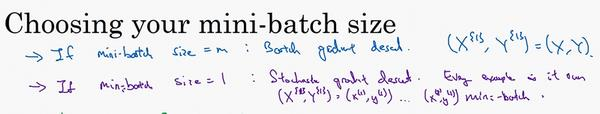 Choosing your mini-batch size
→ If mini-batch size = m : Batch gradient descent. (X^{1}, Y^{1}) = (X, Y).
→ If mini-batch size = 1 : Stochastic gradient descent. Every example is it own
(X^{1}, Y^{1}) = (x^(1), y^(1)) ... mini-batch.